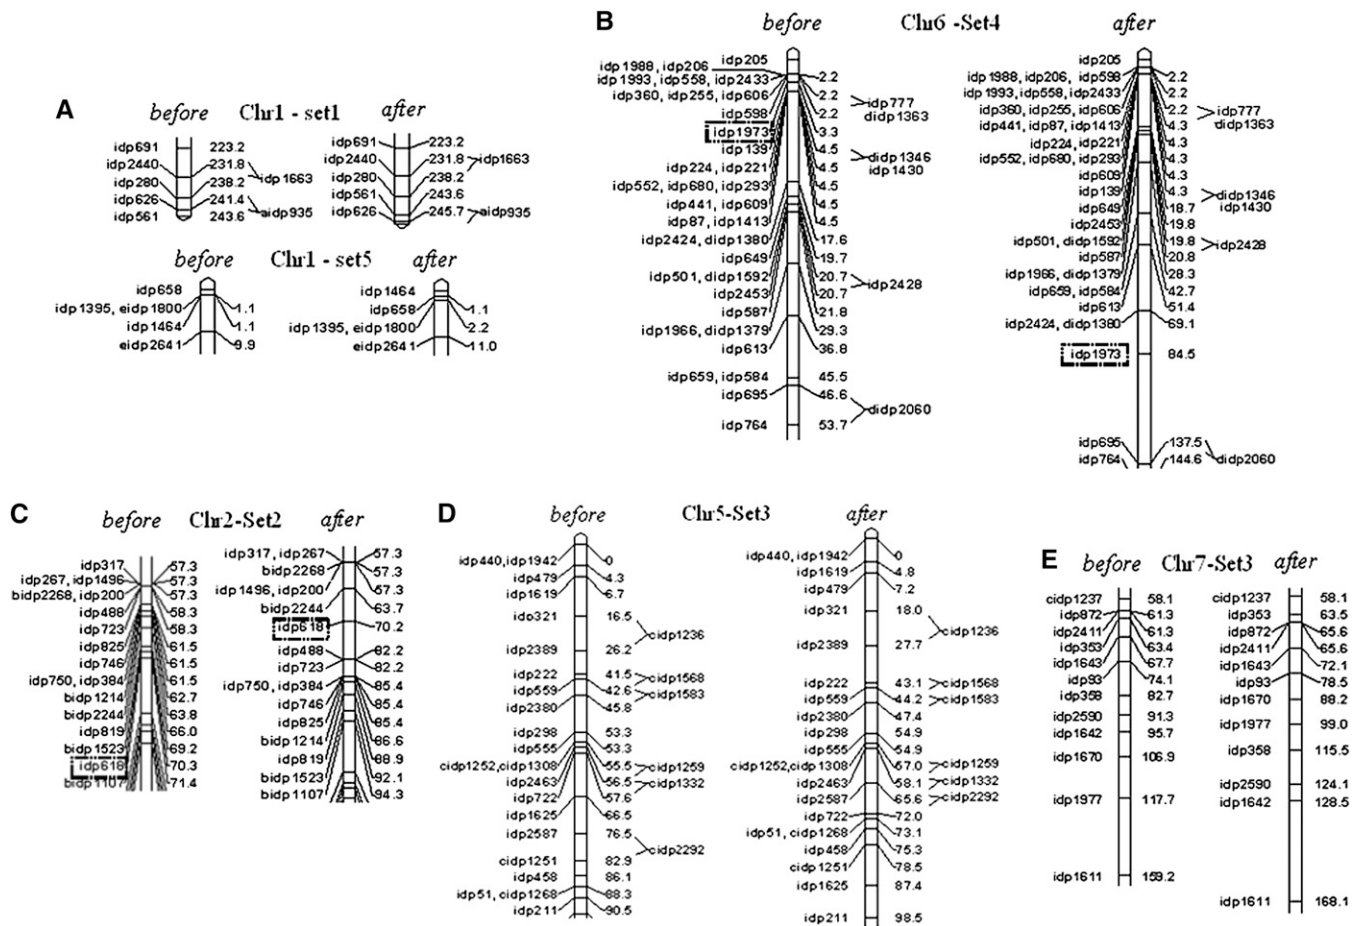 A
before Chr1 - set1 after
idp691 223.2
idp2440 231.8
idp280 238.2
idp626 241.4
idp561 243.6
idp1663
aidp935
idp691 223.2
idp2440 231.8
idp280 238.2
idp561 243.6
idp626 245.7
idp1663
aidp935
before Chr1 - set5 after
idp658
idp1395, eidp1800 1.1
idp1464 1.1
eidp2641 9.9
idp1464
idp658 1.1
idp1395, eidp1800 2.2
eidp2641 11.0
B
before Chr6 -Set4 after
idp205
idp1988, idp206
idp1993, idp558, idp2433 2.2
idp360, idp255, idp606 2.2
idp598 2.2
idp1973 3.3
idp139 4.5
idp224, idp221 4.5
idp552, idp680, idp293 4.5
idp441, idp609 4.5
idp87, idp1413 4.5
idp2424, didp1380 17.6
idp649 19.7
idp501, didp1592 20.7
idp2453 20.7
idp587 21.8
idp1966, didp1379 29.3
idp613 36.8
idp659, idp584 45.5
idp695 46.6
idp764 53.7
idp777
didp1363
didp1346
idp1430
idp2428
didp2060
idp205
idp1988, idp206, idp598 2.2
idp1993, idp558, idp2433 2.2
idp360, idp255, idp606 2.2
idp441, idp87, idp1413 4.3
idp224, idp221 4.3
idp552, idp680, idp293 4.3
idp609 4.3
idp139 4.3
idp649 18.7
idp2453 19.8
idp501, didp1592 19.8
idp587 20.8
idp1966, didp1379 28.3
idp659, idp584 42.7
idp613 51.4
idp2424, didp1380 69.1
idp1973 84.5
idp695 137.5
idp764 144.6
idp777
didp1363
didp1346
idp1430
idp2428
didp2060
C
before Chr2-Set2 after
idp317 57.3
idp267, idp1496 57.3
bidp2268, idp200 57.3
idp488 58.3
idp723 58.3
idp825 61.5
idp746 61.5
idp750, idp384 61.5
bidp1214 62.7
bidp2244 63.8
idp819 66.0
bidp1523 69.2
idp618 70.3
bidp1107 71.4
idp317, idp267 57.3
bidp2268 57.3
idp1496, idp200 57.3
bidp2244 63.7
idp618 70.2
idp488 82.2
idp723 82.2
idp750, idp384 85.4
idp746 85.4
idp825 85.4
bidp1214 86.6
idp819 88.9
bidp1523 92.1
bidp1107 94.3
D
before Chr5-Set3 after
idp440, idp1942 0
idp479 4.3
idp1619 6.7
idp321 16.5
idp2389 26.2
idp222 41.5
idp559 42.6
idp2380 45.8
idp298 53.3
idp555 53.3
cidp1252,cidp1308 55.5
idp2463 56.5
idp722 57.6
idp1625 66.5
idp2587 76.5
cidp1251 82.9
idp458 86.1
idp51, cidp1268 88.3
idp211 90.5
cidp1236
cidp1568
cidp1583
cidp1259
cidp1332
cidp2292
idp440, idp1942 0
idp1619 4.8
idp479 7.2
idp321 18.0
idp2389 27.7
idp222 43.1
idp559 44.2
idp2380 47.4
idp298 54.9
idp555 54.9
cidp1252,cidp1308 57.0
idp2463 58.1
idp2587 65.6
idp722 72.0
idp51, cidp1268 73.1
idp458 75.3
cidp1251 78.5
idp1625 87.4
idp211 98.5
cidp1236
cidp1568
cidp1583
cidp1259
cidp1332
cidp2292
E
before Chr7-Set3 after
cidp1237 58.1
idp872 61.3
idp2411 61.3
idp353 63.4
idp1643 67.7
idp93 74.1
idp358 82.7
idp2590 91.3
idp1642 95.7
idp1670 106.9
idp1977 117.7
idp1611 159.2
cidp1237 58.1
idp353 63.5
idp872 65.6
idp2411 65.6
idp1643 72.1
idp93 78.5
idp1670 88.2
idp1977 99.0
idp358 115.5
idp2590 124.1
idp1642 128.5
idp1611 168.1